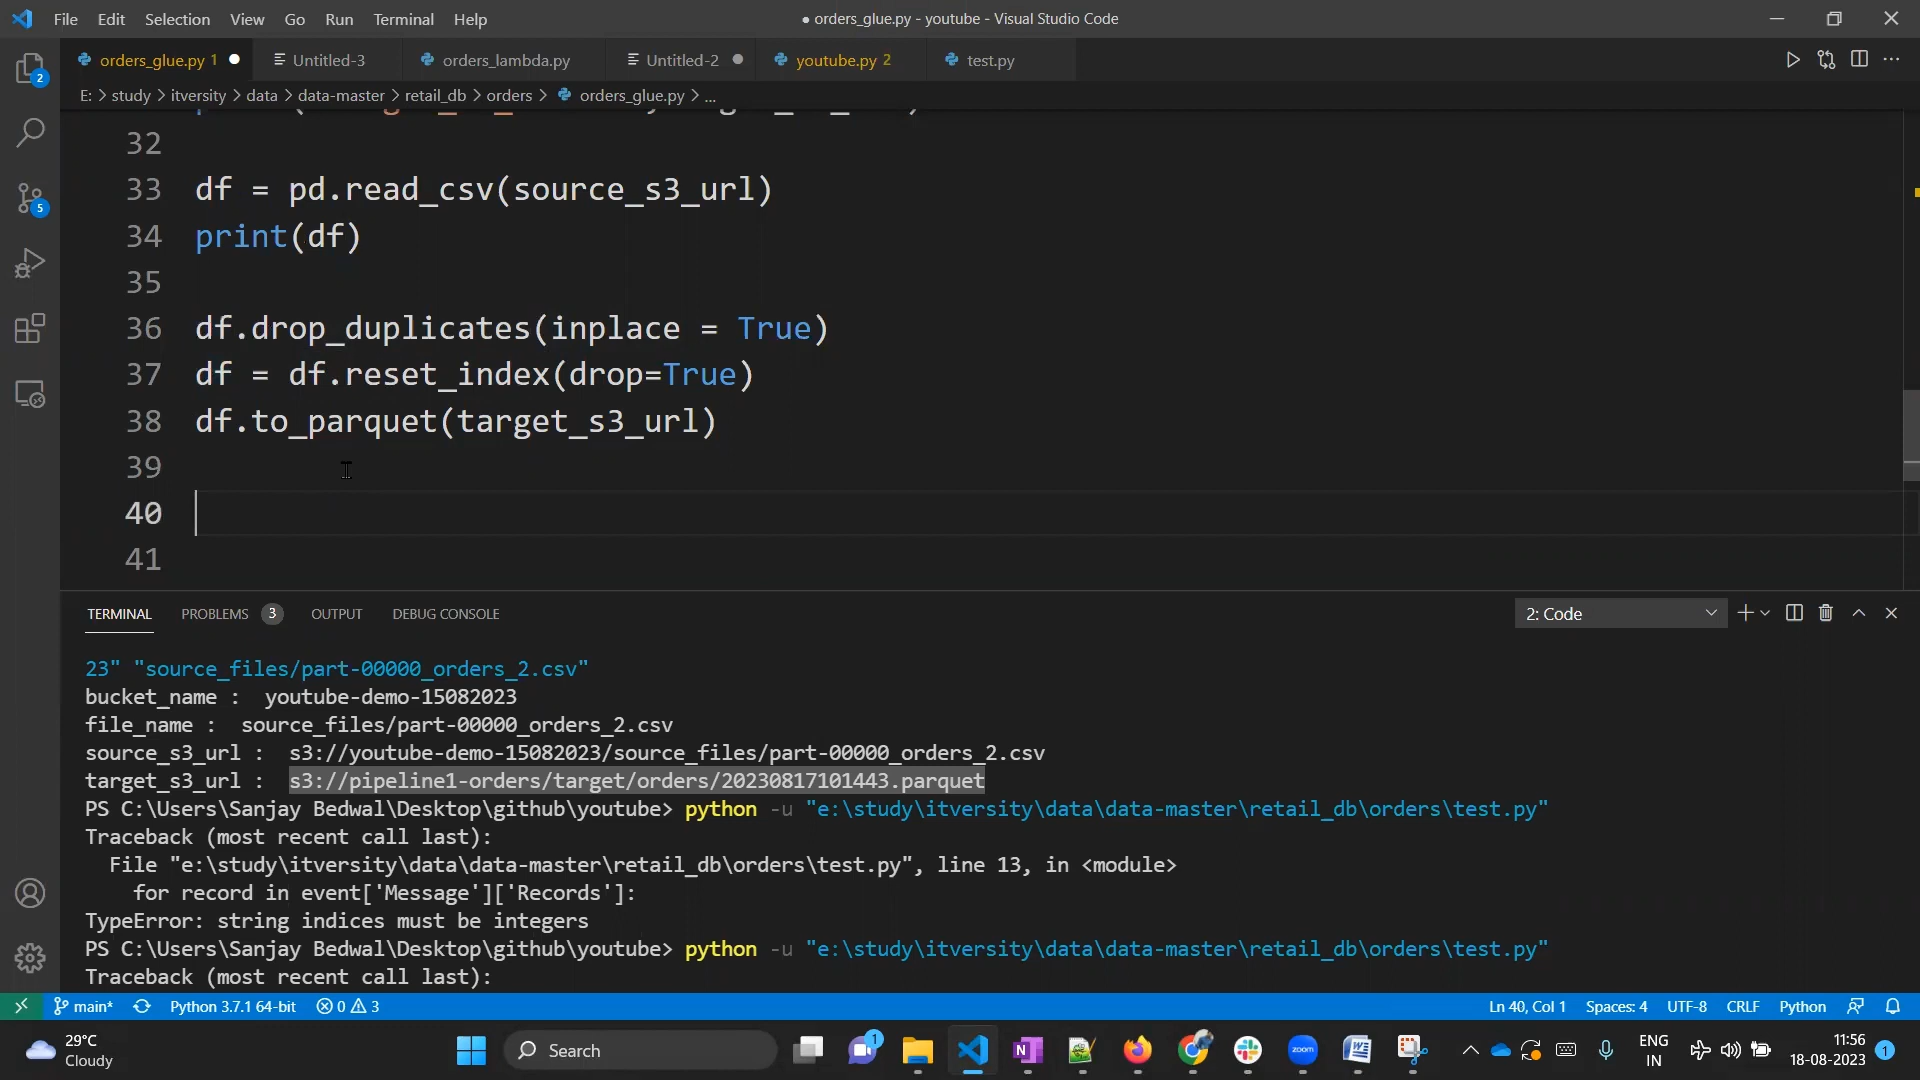 File Edit Selection View Go Run Terminal Help
● orders_glue.py - youtube - Visual Studio Code
orders_glue.py 1 Untitled-3 orders_lambda.py Untitled-2 youtube.py 2 test.py
E: > study > itversity > data > data-master > retail_db > orders > orders_glue.py > ...
32
33 df = pd.read_csv(source_s3_url)
34 print(df)
35
36 df.drop_duplicates(inplace = True)
37 df = df.reset_index(drop=True)
38 df.to_parquet(target_s3_url)
39
40
41
2
5
TERMINAL PROBLEMS 3 OUTPUT DEBUG CONSOLE 2: Code
23" "source_files/part-00000_orders_2.csv"
bucket_name :  youtube-demo-15082023
file_name :  source_files/part-00000_orders_2.csv
source_s3_url :  s3://youtube-demo-15082023/source_files/part-00000_orders_2.csv
target_s3_url :  s3://pipeline1-orders/target/orders/20230817101443.parquet
PS C:\Users\Sanjay Bedwal\Desktop\github\youtube> python -u "e:\study\itversity\data\data-master\retail_db\orders\test.py"
Traceback (most recent call last):
  File "e:\study\itversity\data\data-master\retail_db\orders\test.py", line 13, in <module>
    for record in event['Message']['Records']:
TypeError: string indices must be integers
PS C:\Users\Sanjay Bedwal\Desktop\github\youtube> python -u "e:\study\itversity\data\data-master\retail_db\orders\test.py"
Traceback (most recent call last):
main* Python 3.7.1 64-bit 0 3 Ln 40, Col 1 Spaces: 4 UTF-8 CRLF Python
29°C
Cloudy
Search
1
zoom
ENG
IN
11:56
18-08-2023
1